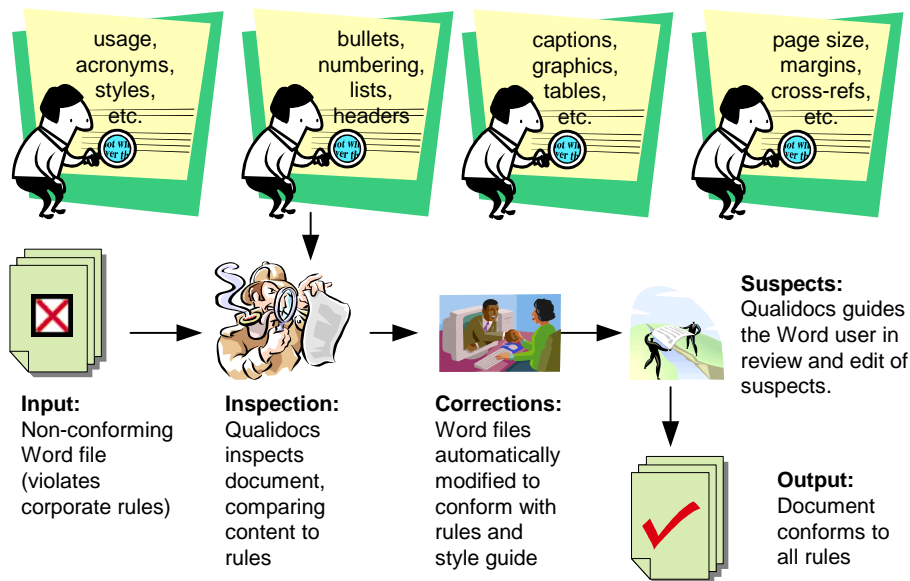 usage,
acronyms,
styles,
etc.
bullets,
numbering,
lists,
headers
captions,
graphics,
tables,
etc.
page size,
margins,
cross-refs,
etc.
Input:
Non-conforming
Word file
(violates
corporate rules)
Inspection:
Qualidocs
inspects
document,
comparing
content to
rules
Corrections:
Word files
automatically
modified to
conform with
rules and
style guide
Suspects:
Qualidocs guides
the Word user in
review and edit of
suspects.
Output:
Document
conforms to
all rules